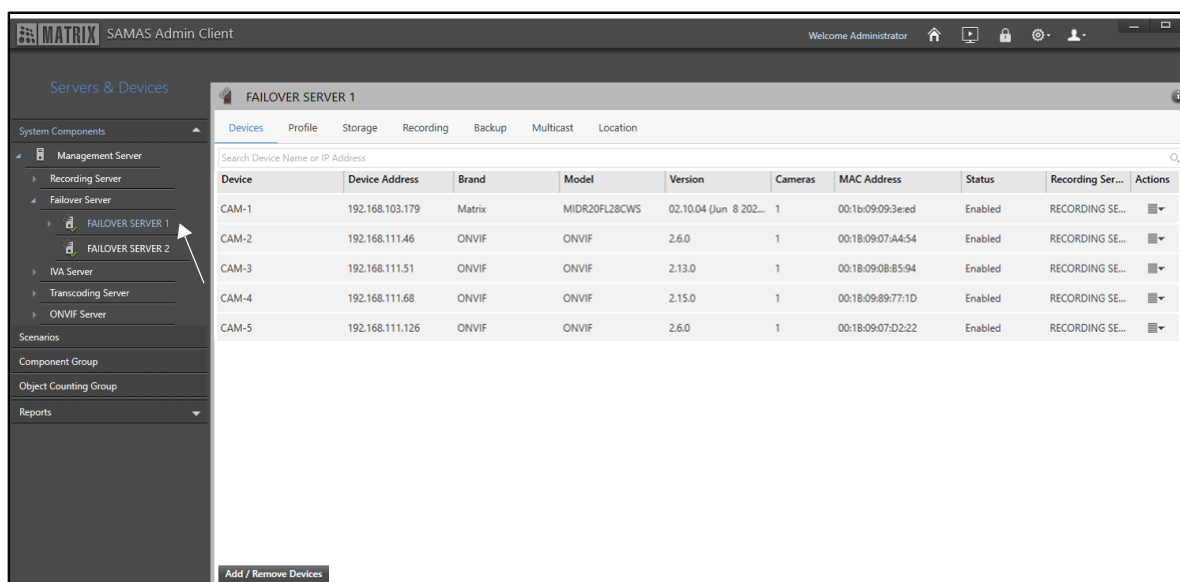 MATRIX SAMAS Admin Client
Welcome Administrator
Servers & Devices
System Components
Management Server
Recording Server
Failover Server
FAILOVER SERVER 1
FAILOVER SERVER 2
IVA Server
Transcoding Server
ONVIF Server
Scenarios
Component Group
Object Counting Group
Reports
FAILOVER SERVER 1
Devices Profile Storage Recording Backup Multicast Location
Search Device Name or IP Address
Device Device Address Brand Model Version Cameras MAC Address Status Recording Ser... Actions
CAM-1 192.168.103.179 Matrix MIDR20FL28CWS 02.10.04 (Jun 8 202... 1 00:1b:09:09:3e:ed Enabled RECORDING SE...
CAM-2 192.168.111.46 ONVIF ONVIF 2.6.0 1 00:1B:09:07:A4:54 Enabled RECORDING SE...
CAM-3 192.168.111.51 ONVIF ONVIF 2.13.0 1 00:1B:09:0B:B5:94 Enabled RECORDING SE...
CAM-4 192.168.111.68 ONVIF ONVIF 2.15.0 1 00:1B:09:89:77:1D Enabled RECORDING SE...
CAM-5 192.168.111.126 ONVIF ONVIF 2.6.0 1 00:1B:09:07:D2:22 Enabled RECORDING SE...
Add / Remove Devices